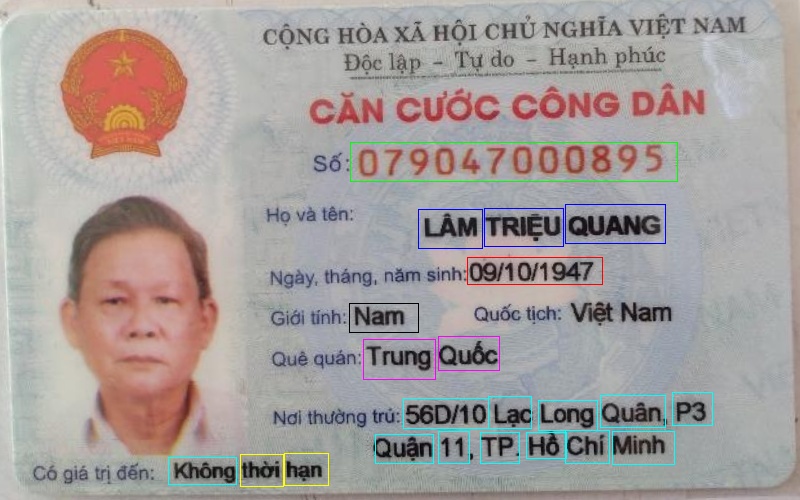 CỘNG HÒA XÃ HỘI CHỦ NGHĨA VIỆT NAM
Độc lập - Tự do - Hạnh phúc
CĂN CƯỚC CÔNG DÂN
Số: 079047000895
Họ và tên: LÂM TRIỆU QUANG
Ngày, tháng, năm sinh: 09/10/1947
Giới tính: Nam Quốc tịch: Việt Nam
Quê quán: Trung Quốc
Nơi thường trú: 56D/10 Lạc Long Quân, P3
Quận 11, TP. Hồ Chí Minh
Có giá trị đến: Không thời hạn